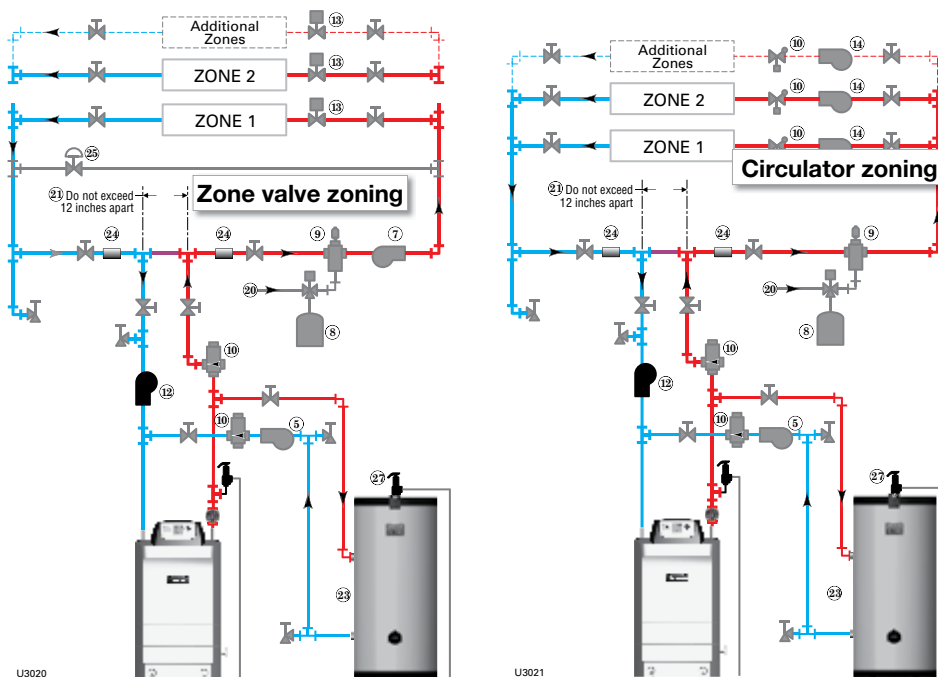 Additional
Zones
⑬
ZONE 2
⑬
ZONE 1
⑬
㉕
㉑ Do not exceed
12 inches apart
Zone valve zoning
㉔
㉔
⑨
⑦
⑳
⑧
⑩
⑫
⑩
⑤
㉗
㉓
U3020
Additional
Zones
⑩
⑭
ZONE 2
⑩
⑭
ZONE 1
⑩
⑭
㉑ Do not exceed
12 inches apart
Circulator zoning
㉔
㉔
⑨
⑳
⑧
⑩
⑫
⑩
⑤
㉗
㉓
U3021